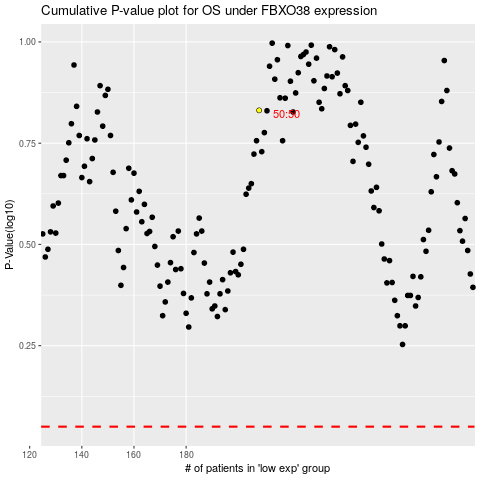 Cumulative P-value plot for OS under FBXO38 expression
1.00
0.75
0.50
0.25
P-Value(log10)
50:50
120 140 160 180
# of patients in 'low exp' group